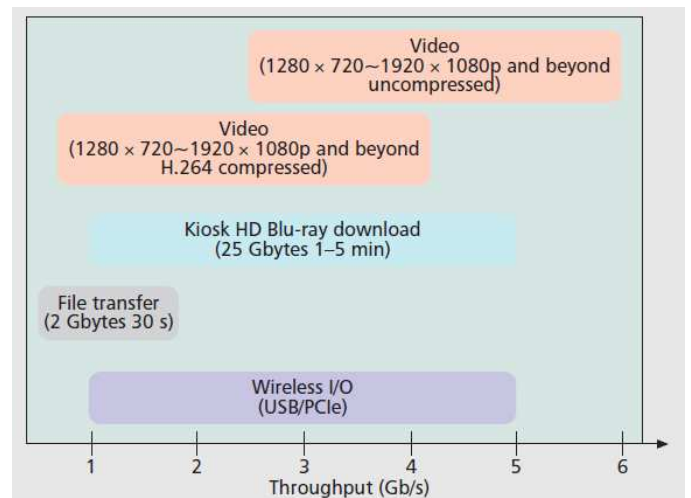 Video
(1280 × 720~1920 × 1080p and beyond
uncompressed)
Video
(1280 × 720~1920 × 1080p and beyond
H.264 compressed)
Kiosk HD Blu-ray download
(25 Gbytes 1–5 min)
File transfer
(2 Gbytes 30 s)
Wireless I/O
(USB/PCIe)
1 2 3 4 5 6
Throughput (Gb/s)